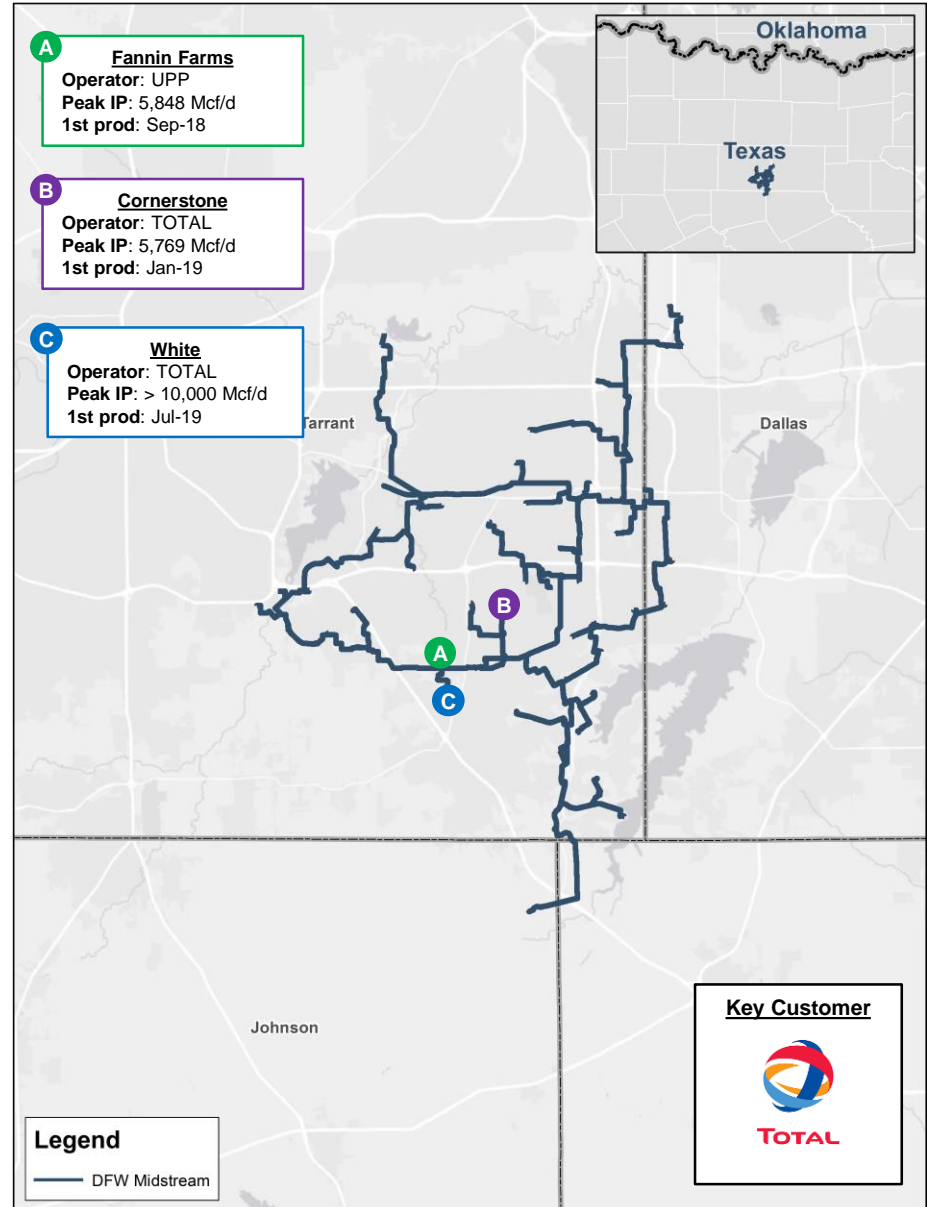 A
Fannin Farms
Operator: UPP
Peak IP: 5,848 Mcf/d
1st prod: Sep-18
B
Cornerstone
Operator: TOTAL
Peak IP: 5,769 Mcf/d
1st prod: Jan-19
C
White
Operator: TOTAL
Peak IP: > 10,000 Mcf/d
1st prod: Jul-19
Oklahoma
Texas
Tarrant
Dallas
B
A
C
Johnson
Key Customer
TOTAL
Legend
DFW Midstream